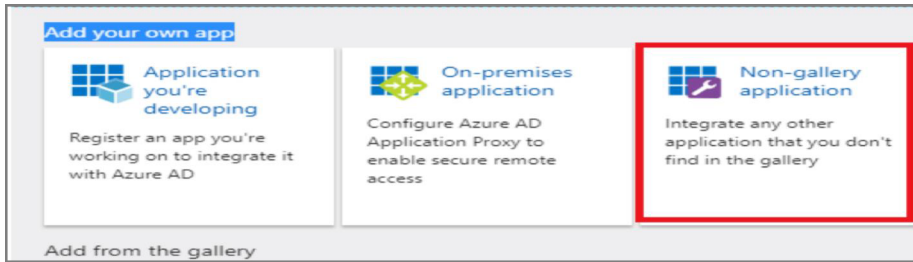 Add your own app
Application
you're
developing
Register an app you're
working on to integrate it
with Azure AD
On-premises
application
Configure Azure AD
Application Proxy to
enable secure remote
access
Non-gallery
application
Integrate any other
application that you don't
find in the gallery
Add from the gallery